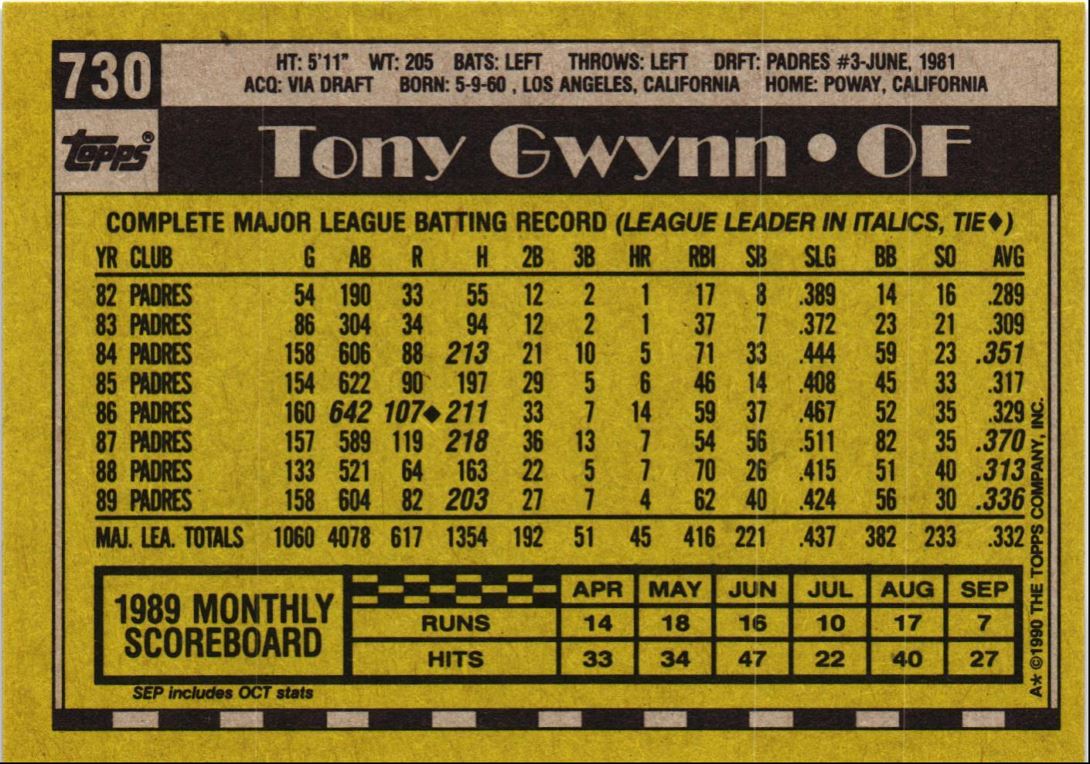 730
HT: 5'11" WT: 205 BATS: LEFT THROWS: LEFT DRFT: PADRES #3-JUNE, 1981
ACQ: VIA DRAFT BORN: 5-9-60 , LOS ANGELES, CALIFORNIA HOME: POWAY, CALIFORNIA
topps®
Tony Gwynn • OF
COMPLETE MAJOR LEAGUE BATTING RECORD (LEAGUE LEADER IN ITALICS, TIE♦)
YR CLUB G AB R H 2B 3B HR RBI SB SLG BB SO AVG
82 PADRES 54 190 33 55 12 2 1 17 8 .389 14 16 .289
83 PADRES 86 304 34 94 12 2 1 37 7 .372 23 21 .309
84 PADRES 158 606 88 213 21 10 5 71 33 .444 59 23 .351
85 PADRES 154 622 90 197 29 5 6 46 14 .408 45 33 .317
86 PADRES 160 642 107♦ 211 33 7 14 59 37 .467 52 35 .329
87 PADRES 157 589 119 218 36 13 7 54 56 .511 82 35 .370
88 PADRES 133 521 64 163 22 5 7 70 26 .415 51 40 .313
89 PADRES 158 604 82 203 27 7 4 62 40 .424 56 30 .336
MAJ. LEA. TOTALS 1060 4078 617 1354 192 51 45 416 221 .437 382 233 .332
1989 MONTHLY
SCOREBOARD
APR MAY JUN JUL AUG SEP
RUNS 14 18 16 10 17 7
HITS 33 34 47 22 40 27
SEP includes OCT stats
A* ©1990 THE TOPPS COMPANY, INC.